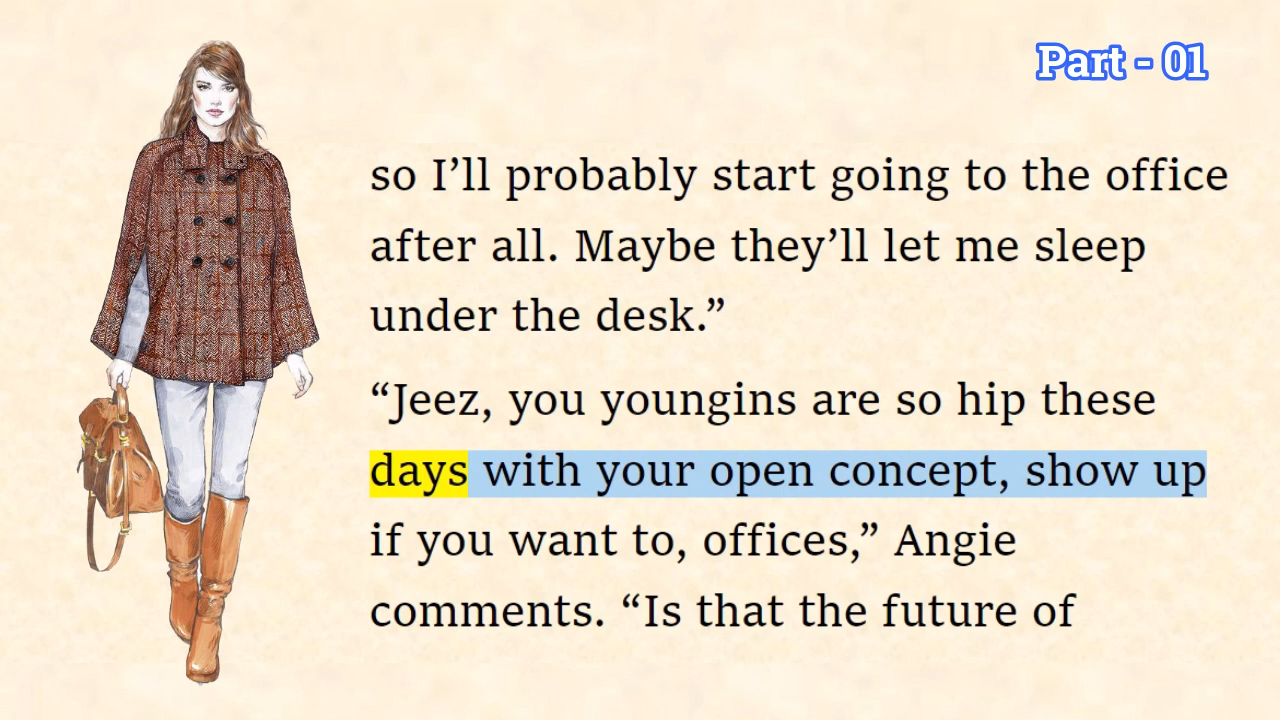 Part - 01
so I’ll probably start going to the office
after all. Maybe they’ll let me sleep
under the desk.”
“Jeez, you youngins are so hip these
days with your open concept, show up
if you want to, offices,” Angie
comments. “Is that the future of